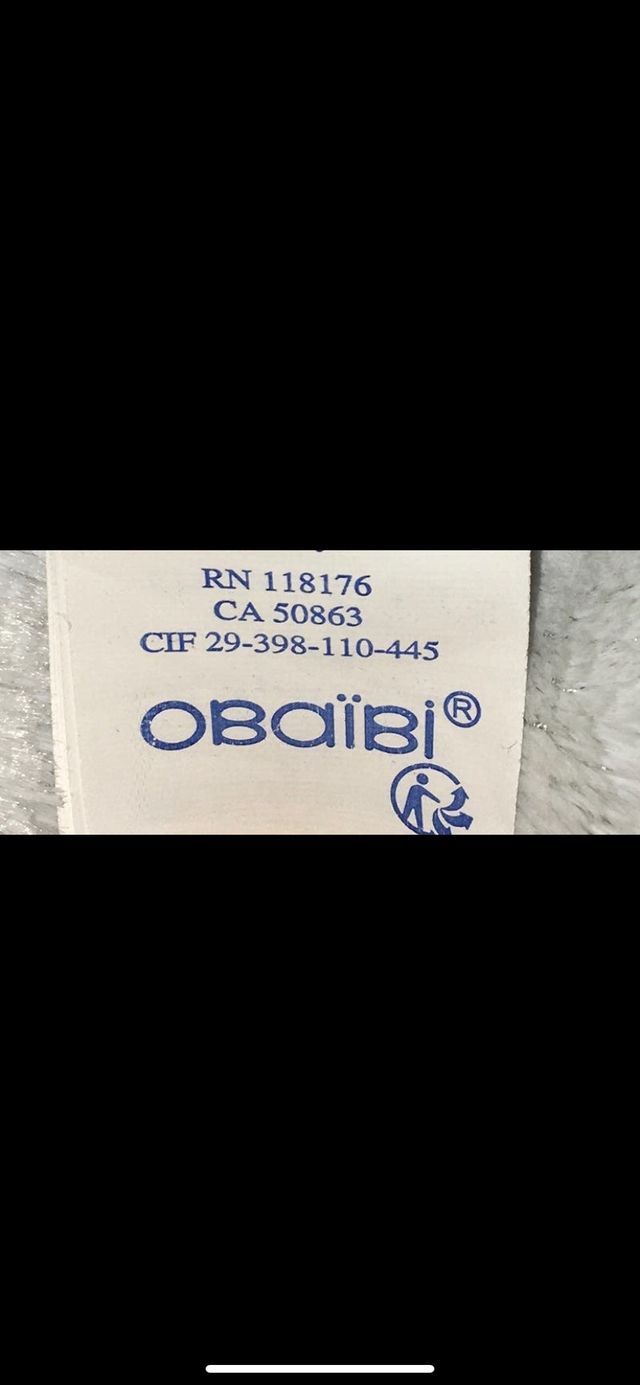 RN 118176
CA 50863
CIF 29-398-110-445
OBaïBi®